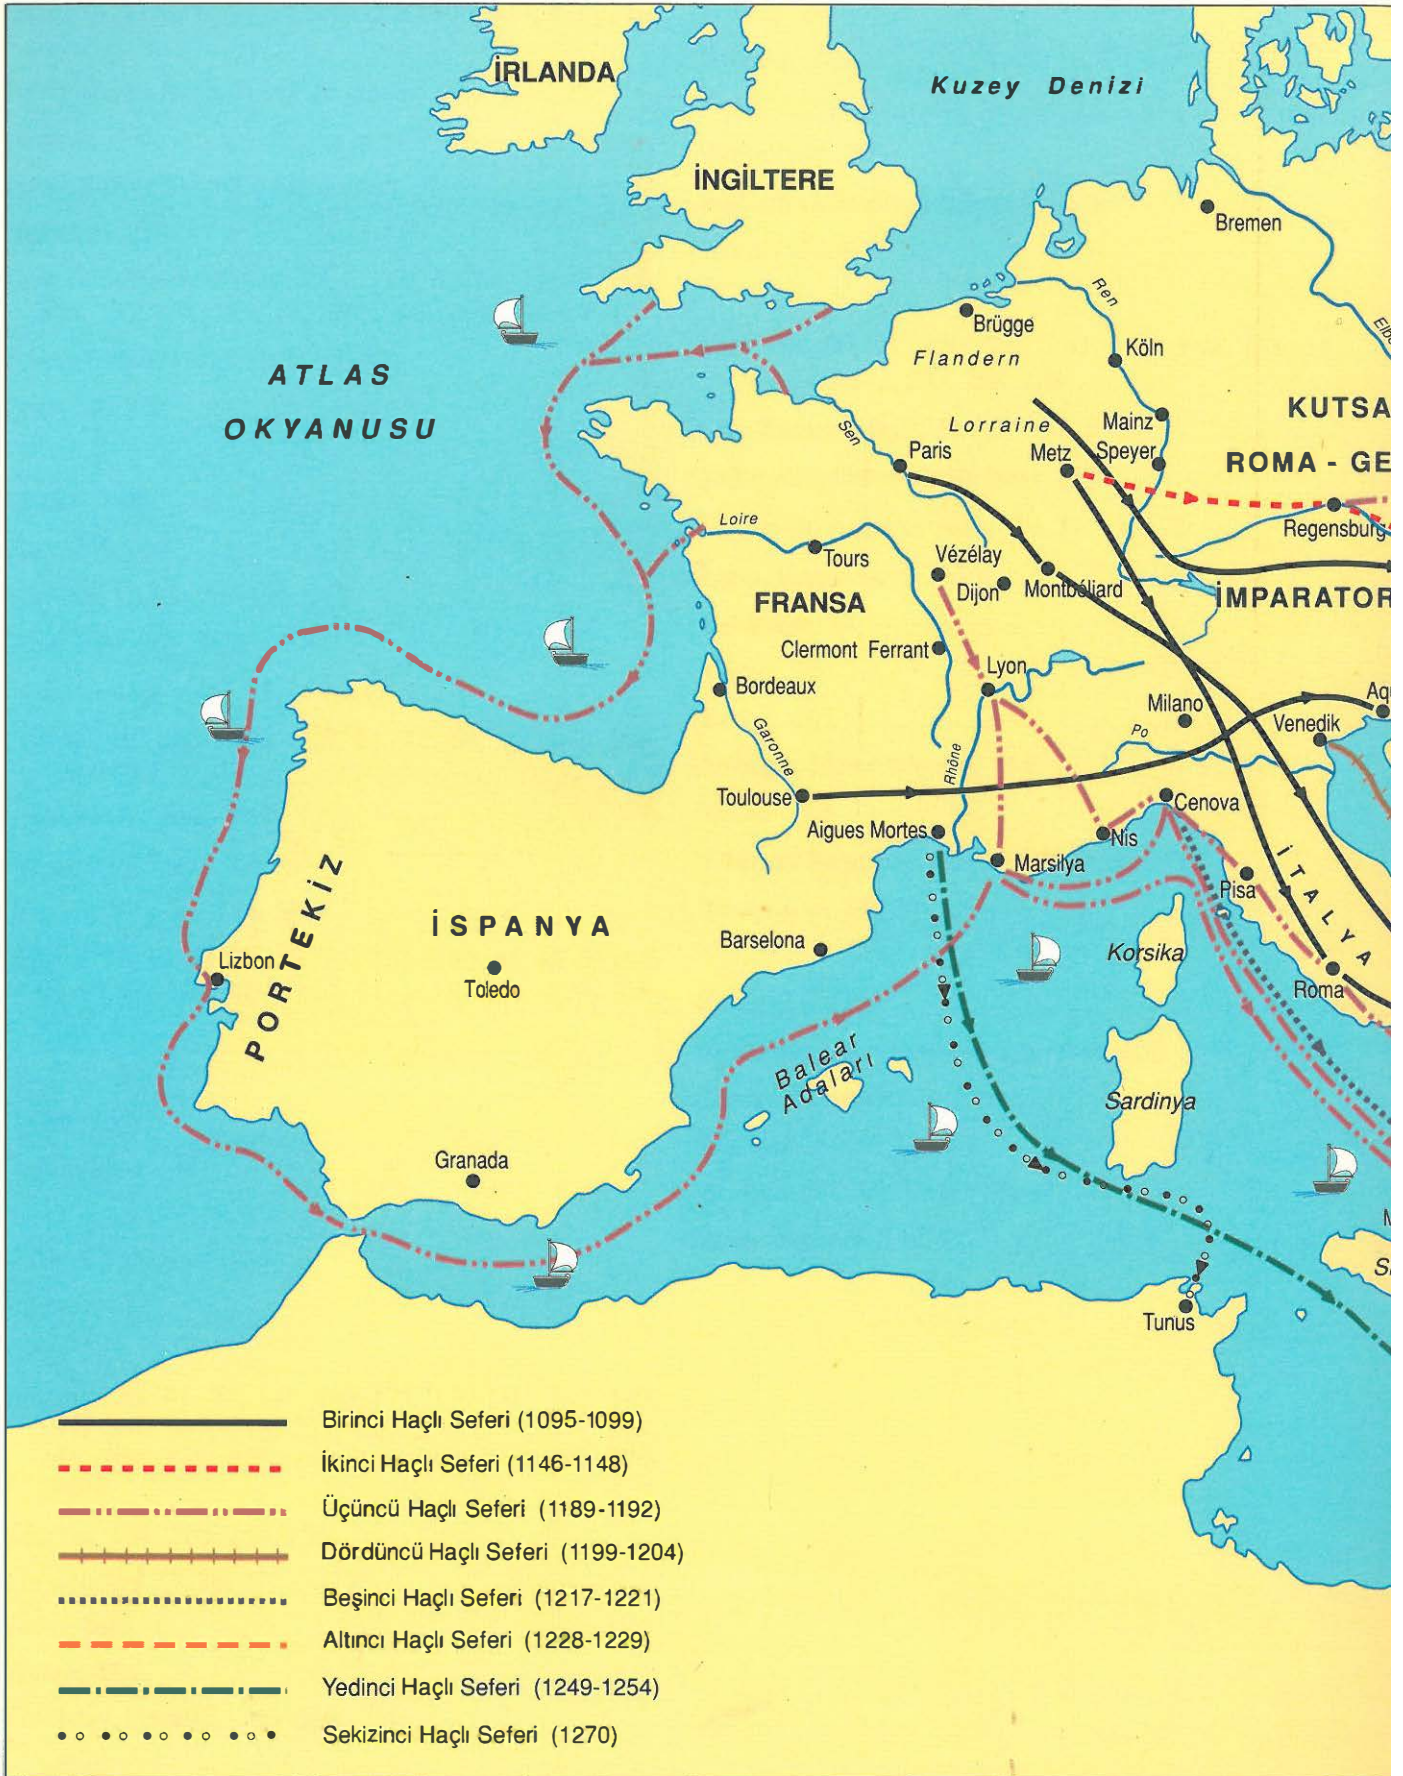 İRLANDA
Kuzey Denizi
İNGİLTERE
Bremen
Ren
Brügge
Flandern
Köln
ATLAS
OKYANUSU
KUTSA
Mainz
Lorraine
Sen
Paris
Metz
Speyer
ROMA - GE
Loire
Regensburg
Tours
Vézélay
Dijon
Montbéliard
FRANSA
İMPARATOR
Clermont Ferrant
Lyon
Bordeaux
Milano
Venedik
Garonne
Po
Rhône
Toulouse
Cenova
Aigues Mortes
Nis
Marsilya
Pisa
İTALYA
PORTEKİZ
İSPANYA
Barselona
Korsika
Lizbon
Toledo
Roma
Balear
Adaları
Sardinya
Granada
Tunus
Birinci Haçlı Seferi (1095-1099)
İkinci Haçlı Seferi (1146-1148)
Üçüncü Haçlı Seferi (1189-1192)
Dördüncü Haçlı Seferi (1199-1204)
Beşinci Haçlı Seferi (1217-1221)
Altıncı Haçlı Seferi (1228-1229)
Yedinci Haçlı Seferi (1249-1254)
Sekizinci Haçlı Seferi (1270)